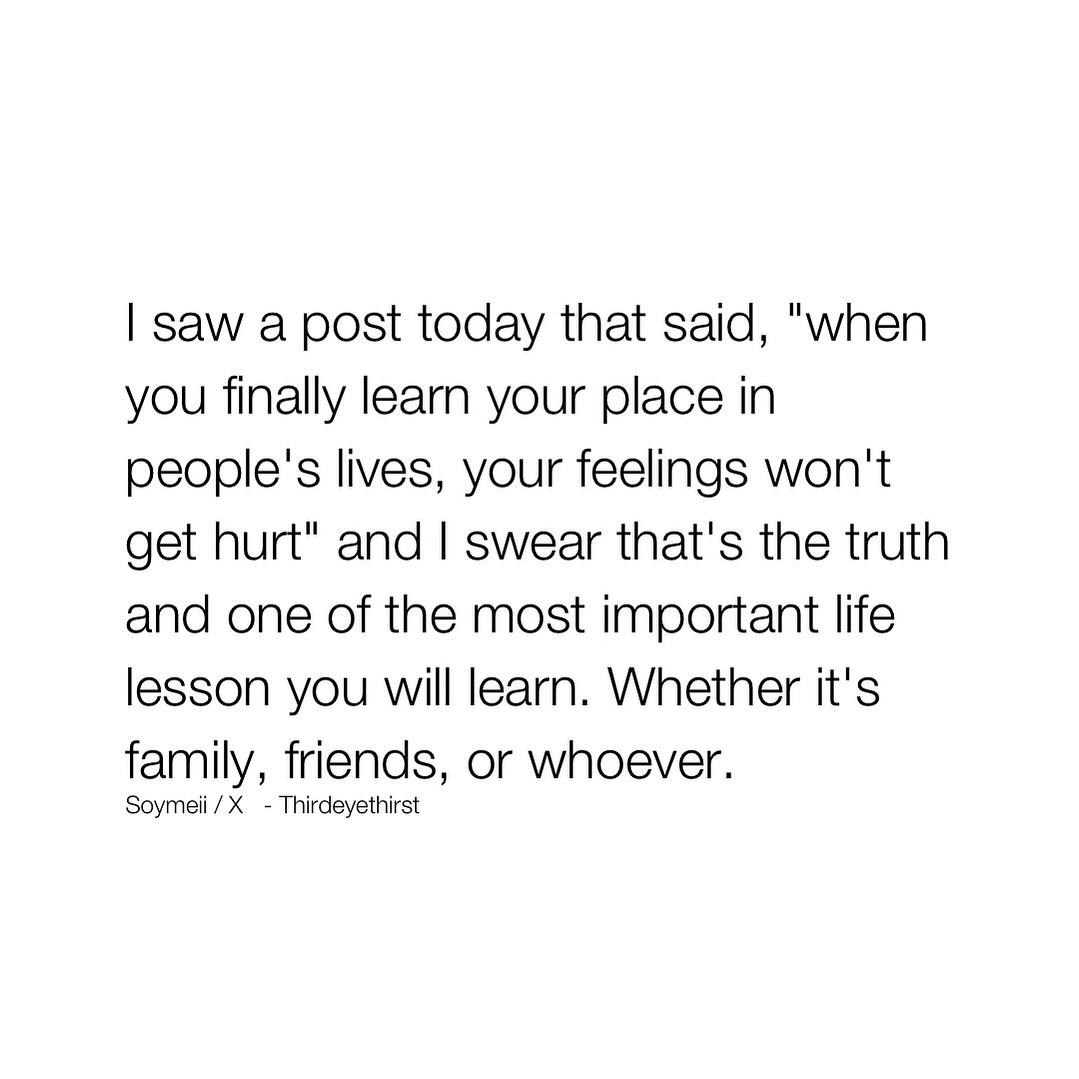 I saw a post today that said, "when
you finally learn your place in
people's lives, your feelings won't
get hurt" and I swear that's the truth
and one of the most important life
lesson you will learn. Whether it's
family, friends, or whoever.
Soymeii / X - Thirdeyethirst